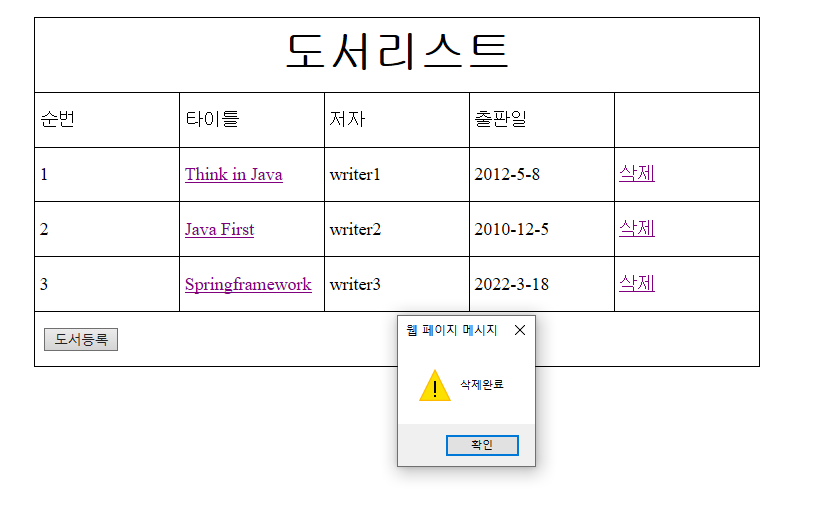 도서리스트
순번 타이틀 저자 출판일
1 Think in Java writer1 2012-5-8 삭제
2 Java First writer2 2010-12-5 삭제
3 Springframework writer3 2022-3-18 삭제
도서등록
웹 페이지 메시지
삭제완료
확인